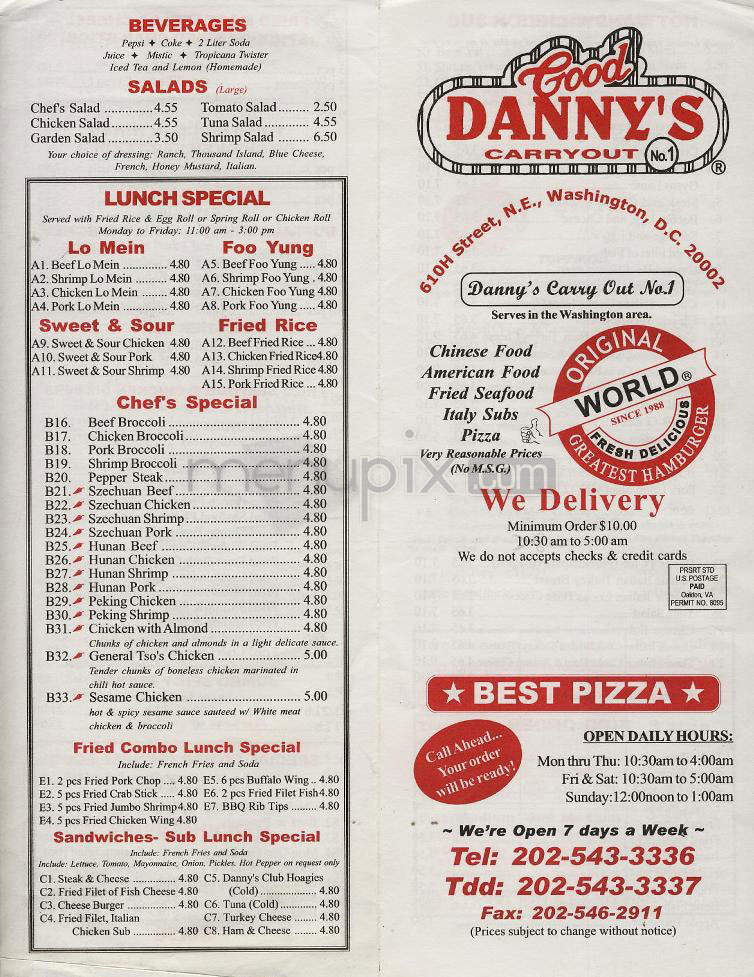 BEVERAGES
Pepsi ✦ Coke ✦ 2 Liter Soda
Juice ✦ Mistic ✦ Tropicana Twister
Iced Tea and Lemon (Homemade)
SALADS (Large)
Chef's Salad ............. 4.55 Tomato Salad ......... 2.50
Chicken Salad ............ 4.55 Tuna Salad ............. 4.55
Garden Salad ............. 3.50 Shrimp Salad ......... 6.50
Your choice of dressing: Ranch, Thousand Island, Blue Cheese,
French, Honey Mustard, Italian.
LUNCH SPECIAL
Served with Fried Rice & Egg Roll or Spring Roll or Chicken Roll
Monday to Friday: 11:00 am - 3:00 pm
Lo Mein Foo Yung
A1. Beef Lo Mein .............. 4.80 A5. Beef Foo Yung ..... 4.80
A2. Shrimp Lo Mein ......... 4.80 A6. Shrimp Foo Yung . 4.80
A3. Chicken Lo Mein ....... 4.80 A7. Chicken Foo Yung 4.80
A4. Pork Lo Mein ............. 4.80 A8. Pork Foo Yung ..... 4.80
Sweet & Sour Fried Rice
A9. Sweet & Sour Chicken 4.80 A12. Beef Fried Rice ... 4.80
A10. Sweet & Sour Pork 4.80 A13. Chicken Fried Rice4.80
A11. Sweet & Sour Shrimp 4.80 A14. Shrimp Fried Rice 4.80
A15. Pork Fried Rice ... 4.80
Chef's Special
B16. Beef Broccoli ........................................ 4.80
B17. Chicken Broccoli ................................... 4.80
B18. Pork Broccoli ........................................ 4.80
B19. Shrimp Broccoli .................................... 4.80
B20. Pepper Steak ......................................... 4.80
B21. Szechuan Beef ...................................... 4.80
B22. Szechuan Chicken ................................. 4.80
B23. Szechuan Shrimp ................................... 4.80
B24. Szechuan Pork ...................................... 4.80
B25. Hunan Beef .......................................... 4.80
B26. Hunan Chicken ..................................... 4.80
B27. Hunan Shrimp ....................................... 4.80
B28. Hunan Pork ........................................... 4.80
B29. Peking Chicken ..................................... 4.80
B30. Peking Shrimp ...................................... 4.80
B31. Chicken with Almond ........................... 4.80
Chunks of chicken and almonds in a light delicate sauce.
B32. General Tso's Chicken .......................... 5.00
Tender chunks of boneless chicken marinated in
chili hot sauce.
B33. Sesame Chicken ................................... 5.00
hot & spicy sesame sauce sauteed w/ White meat
chicken & broccoli
Fried Combo Lunch Special
Include: French Fries and Soda
E1. 2 pcs Fried Pork Chop .... 4.80 E5. 6 pcs Buffalo Wing .. 4.80
E2. 5 pcs Fried Crab Stick ..... 4.80 E6. 2 pcs Fried Filet Fish4.80
E3. 5 pcs Fried Jumbo Shrimp4.80 E7. BBQ Rib Tips ........ 4.80
E4. 5 pcs Fried Chicken Wing 4.80
Sandwiches- Sub Lunch Special
Include: French Fries and Soda
Include: Lettuce, Tomato, Mayonnaise, Onion, Pickles. Hot Pepper on request only
C1. Steak & Cheese .............. 4.80 C5. Danny's Club Hoagies
C2. Fried Filet of Fish Cheese 4.80 (Cold) ................... 4.80
C3. Cheese Burger ................ 4.80 C6. Tuna (Cold) ............ 4.80
C4. Fried Filet, Italian C7. Turkey Cheese ....... 4.80
Chicken Sub ................ 4.80 C8. Ham & Cheese ....... 4.80
Good
DANNY'S
CARRYOUT No.1 ®
610H Street, N.E., Washington, D.C. 20002
Danny's Carry Out No.1
Serves in the Washington area.
Chinese Food
American Food
Fried Seafood
Italy Subs
Pizza
Very Reasonable Prices
(No M.S.G.)
ORIGINAL
WORLD®
SINCE 1988
FRESH DELICIOUS
GREATEST HAMBURGER
menupix.com
We Delivery
Minimum Order $10.00
10:30 am to 5:00 am
We do not accepts checks & credit cards
PRSRT STD
U.S. POSTAGE
PAID
Oakton, VA
PERMIT NO. 8095
★ BEST PIZZA ★
Call Ahead...
Your order
will be ready!
OPEN DAILY HOURS:
Mon thru Thu: 10:30am to 4:00am
Fri & Sat: 10:30am to 5:00am
Sunday:12:00noon to 1:00am
~ We're Open 7 days a Week ~
Tel: 202-543-3336
Tdd: 202-543-3337
Fax: 202-546-2911
(Prices subject to change without notice)